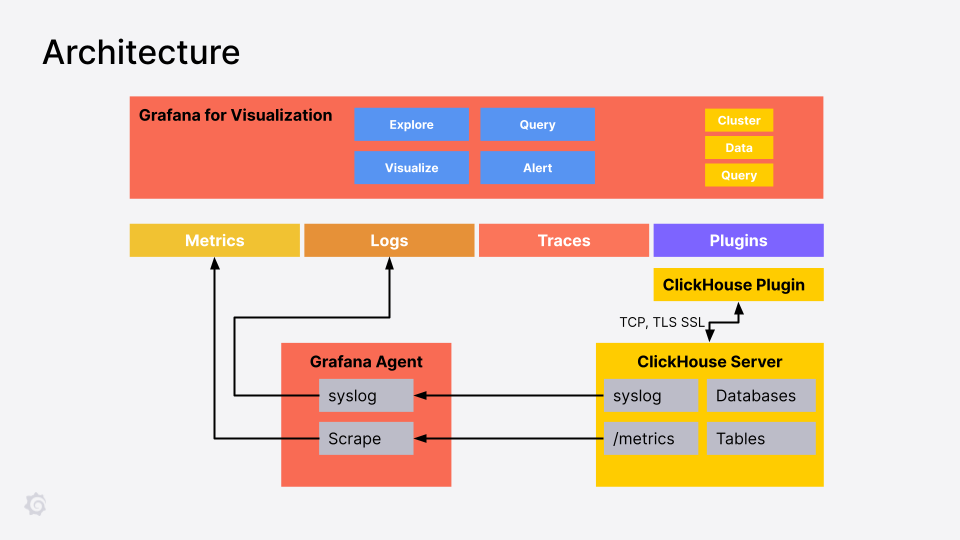 Architecture
Grafana for Visualization
Explore
Query
Visualize
Alert
Cluster
Data
Query
Metrics
Logs
Traces
Plugins
ClickHouse Plugin
TCP, TLS SSL
Grafana Agent
syslog
Scrape
ClickHouse Server
syslog
Databases
/metrics
Tables